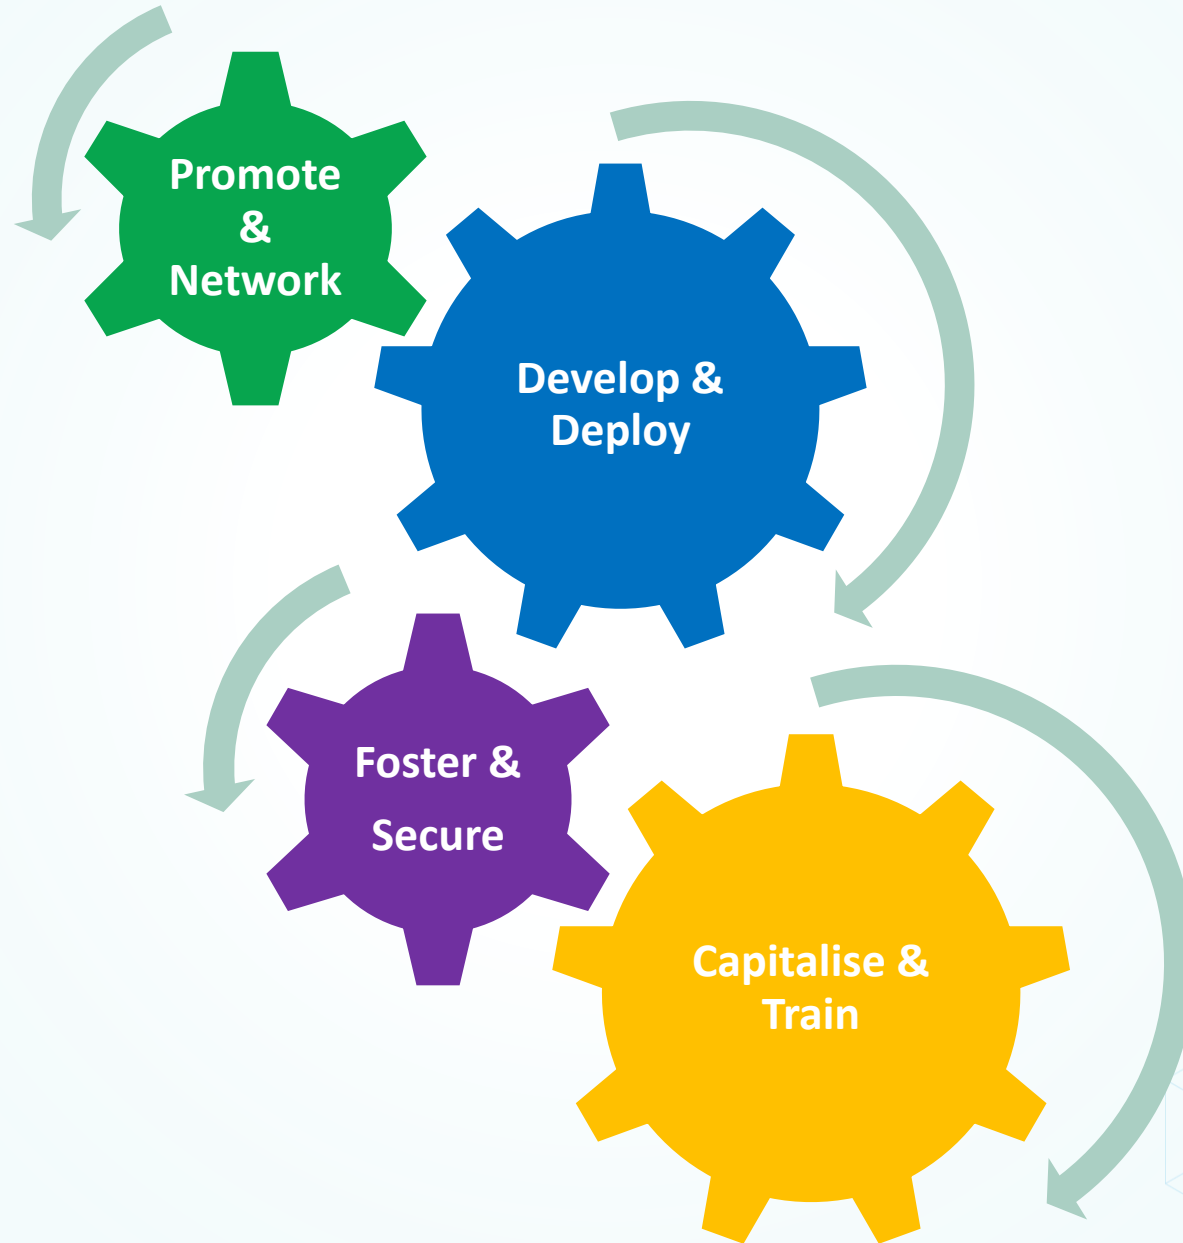 Promote
&
Network
Develop &
Deploy
Foster &
Secure
Capitalise &
Train